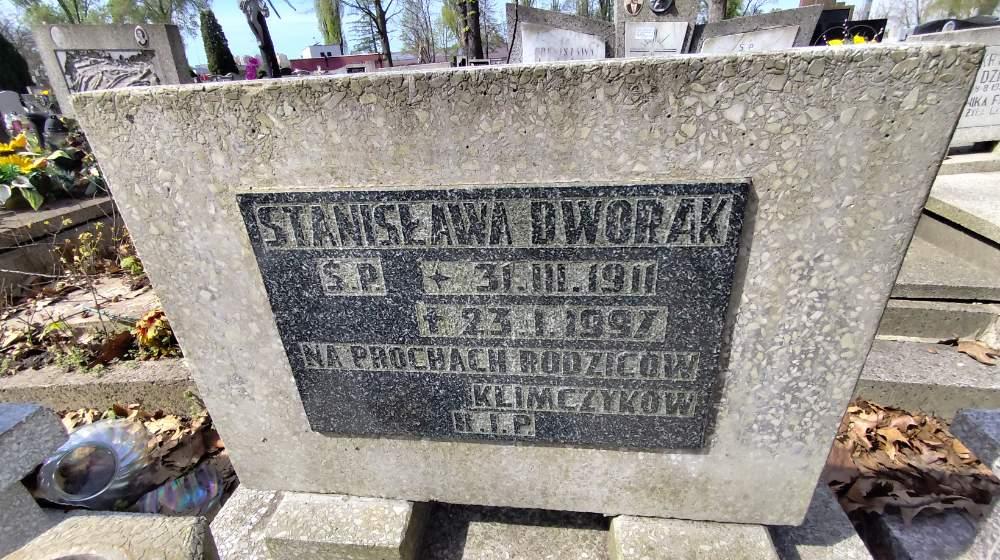 STANISŁAWA DWORAK
Ś.P. * 31.III.1911
✝ 23.I.1997
NA PROCHACH RODZICÓW
KLIMCZYKÓW
R.I.P.